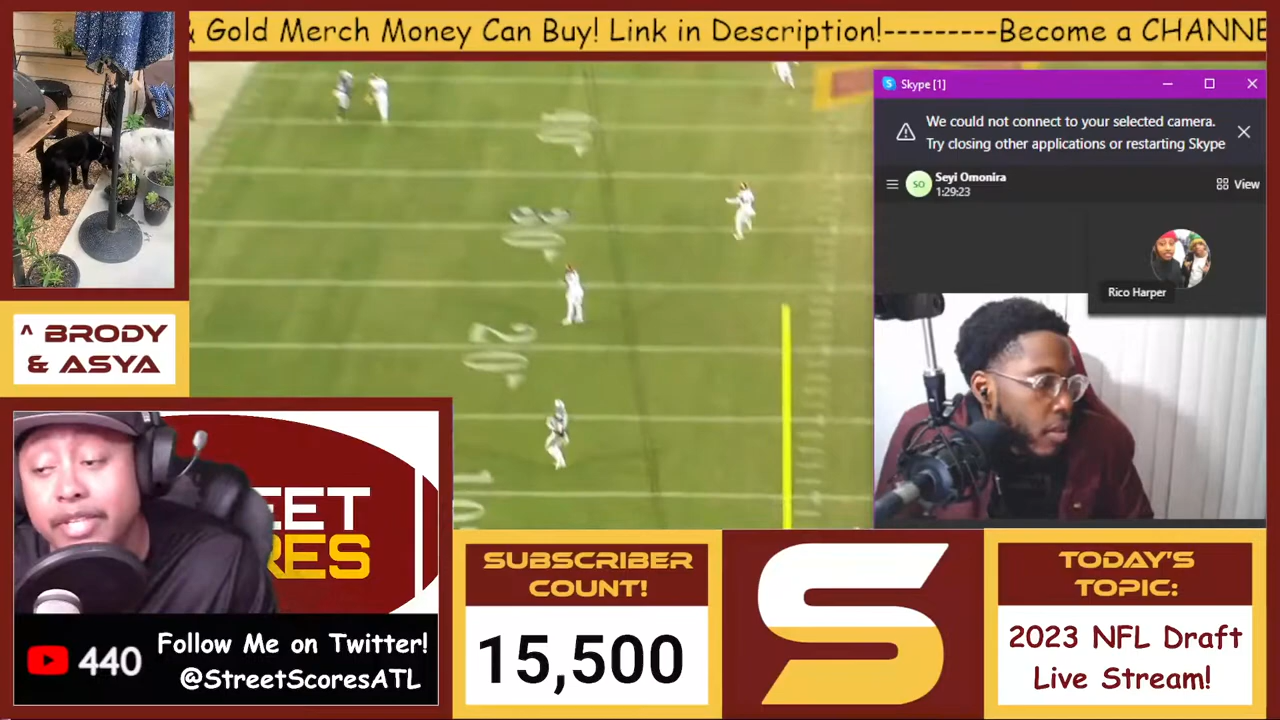 & Gold Merch Money Can Buy! Link in Description!---------Become a CHANNE
Skype [1]
We could not connect to your selected camera.
Try closing other applications or restarting Skype
SO
Seyi Omonira
1:29:23
View
Rico Harper
^ BRODY
& ASYA
EET
RES
440
Follow Me on Twitter!
@StreetScoresATL
SUBSCRIBER
COUNT!
15,500
S
TODAY'S
TOPIC:
2023 NFL Draft
Live Stream!
20